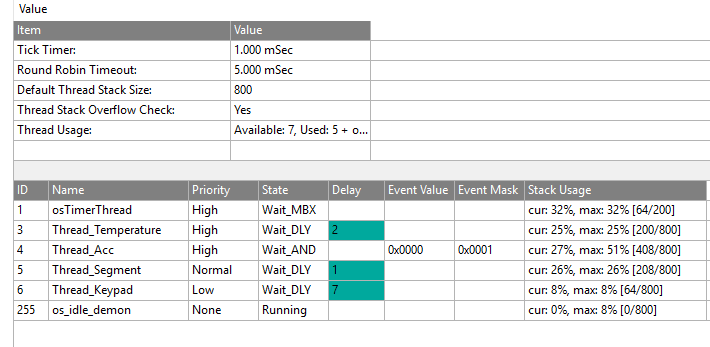 Value
Item Value
Tick Timer: 1.000 mSec
Round Robin Timeout: 5.000 mSec
Default Thread Stack Size: 800
Thread Stack Overflow Check: Yes
Thread Usage: Available: 7, Used: 5 + o...
ID Name Priority State Delay Event Value Event Mask Stack Usage
1 osTimerThread High Wait_MBX cur: 32%, max: 32% [64/200]
3 Thread_Temperature High Wait_DLY 2 cur: 25%, max: 25% [200/800]
4 Thread_Acc High Wait_AND 0x0000 0x0001 cur: 27%, max: 51% [408/800]
5 Thread_Segment Normal Wait_DLY 1 cur: 26%, max: 26% [208/800]
6 Thread_Keypad Low Wait_DLY 7 cur: 8%, max: 8% [64/800]
255 os_idle_demon None Running cur: 0%, max: 8% [0/800]